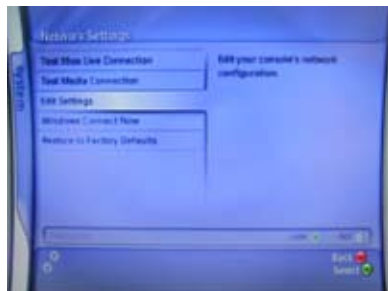 Network Settings
system
Test Xbox Live Connection
Test Media Connection
Edit Settings
Windows Connect Now
Restore to Factory Defaults
Edit your console's network
configuration.
Back
Select